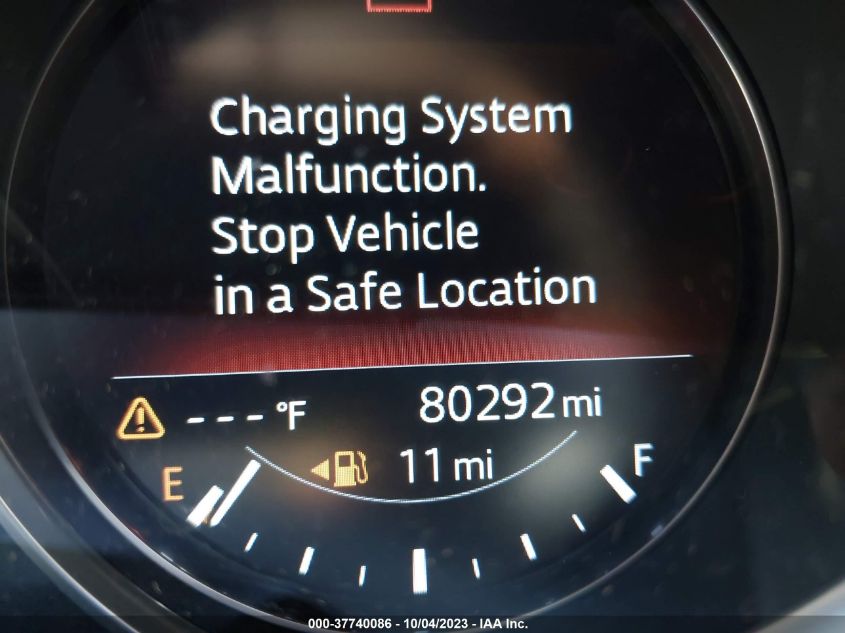 Charging System
Malfunction.
Stop Vehicle
in a Safe Location
--- °F 80292 mi
11 mi
E F
000-37740086 - 10/04/2023 - IAA Inc.